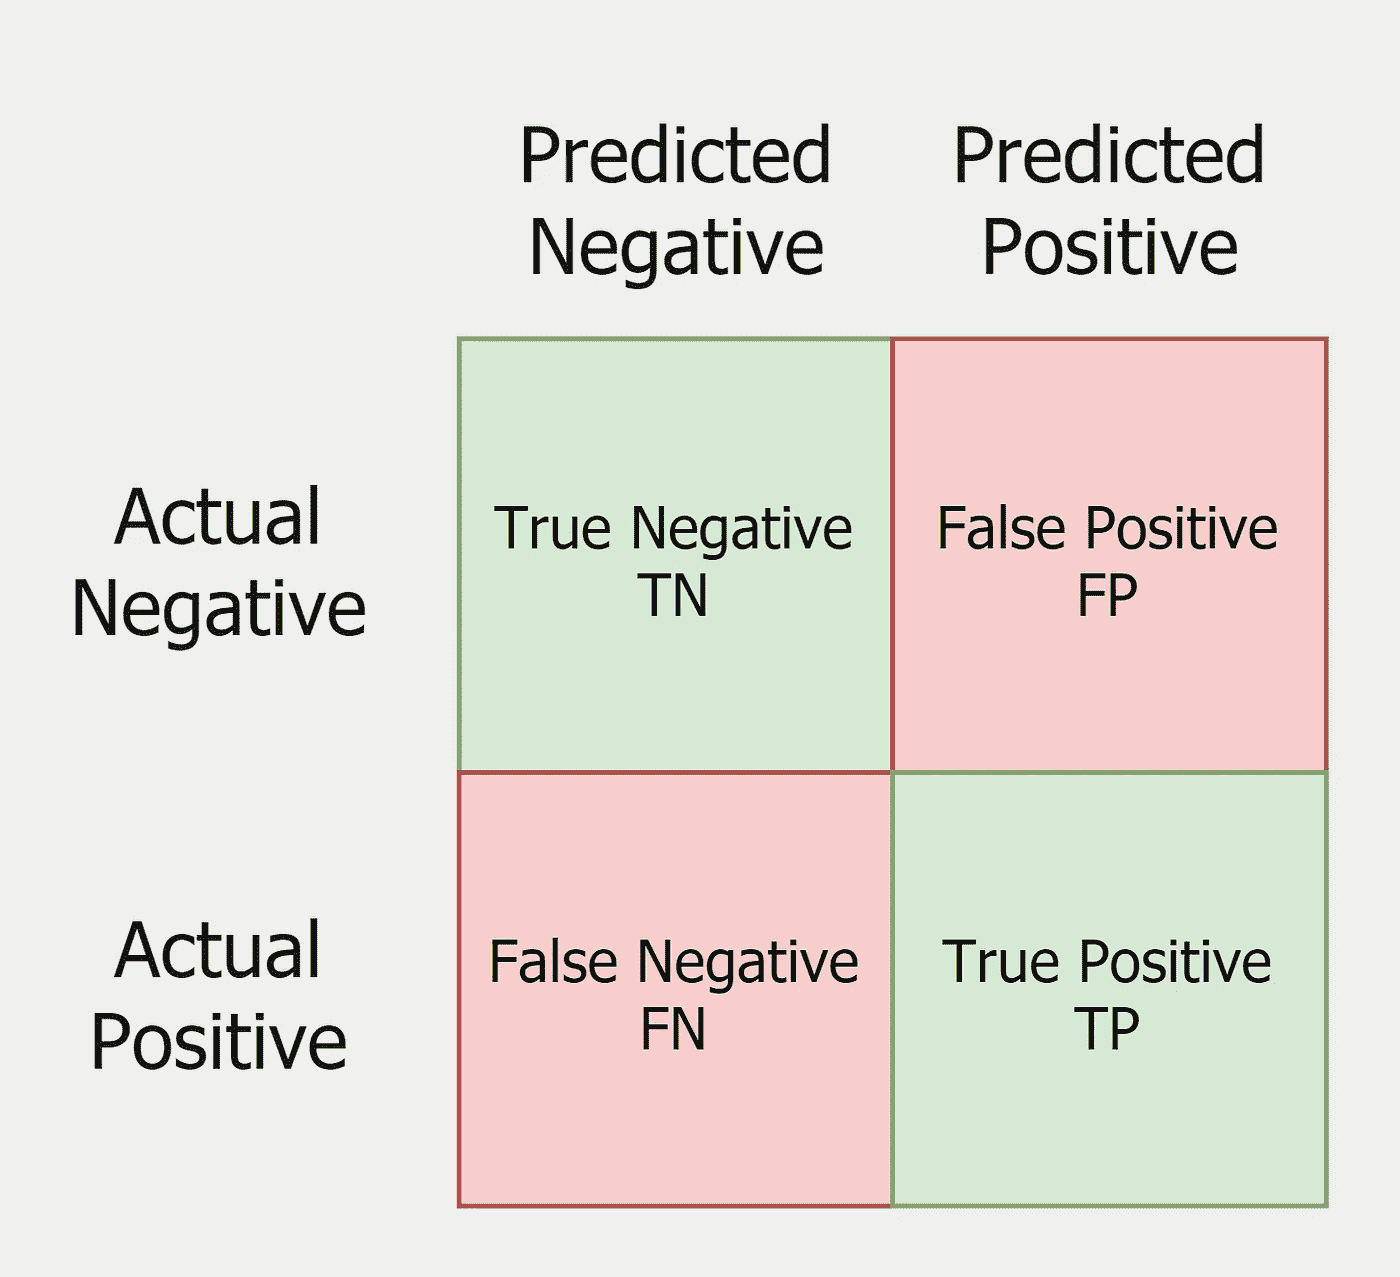 Predicted
Negative
Predicted
Positive
Actual
Negative
True Negative
TN
False Positive
FP
Actual
Positive
False Negative
FN
True Positive
TP